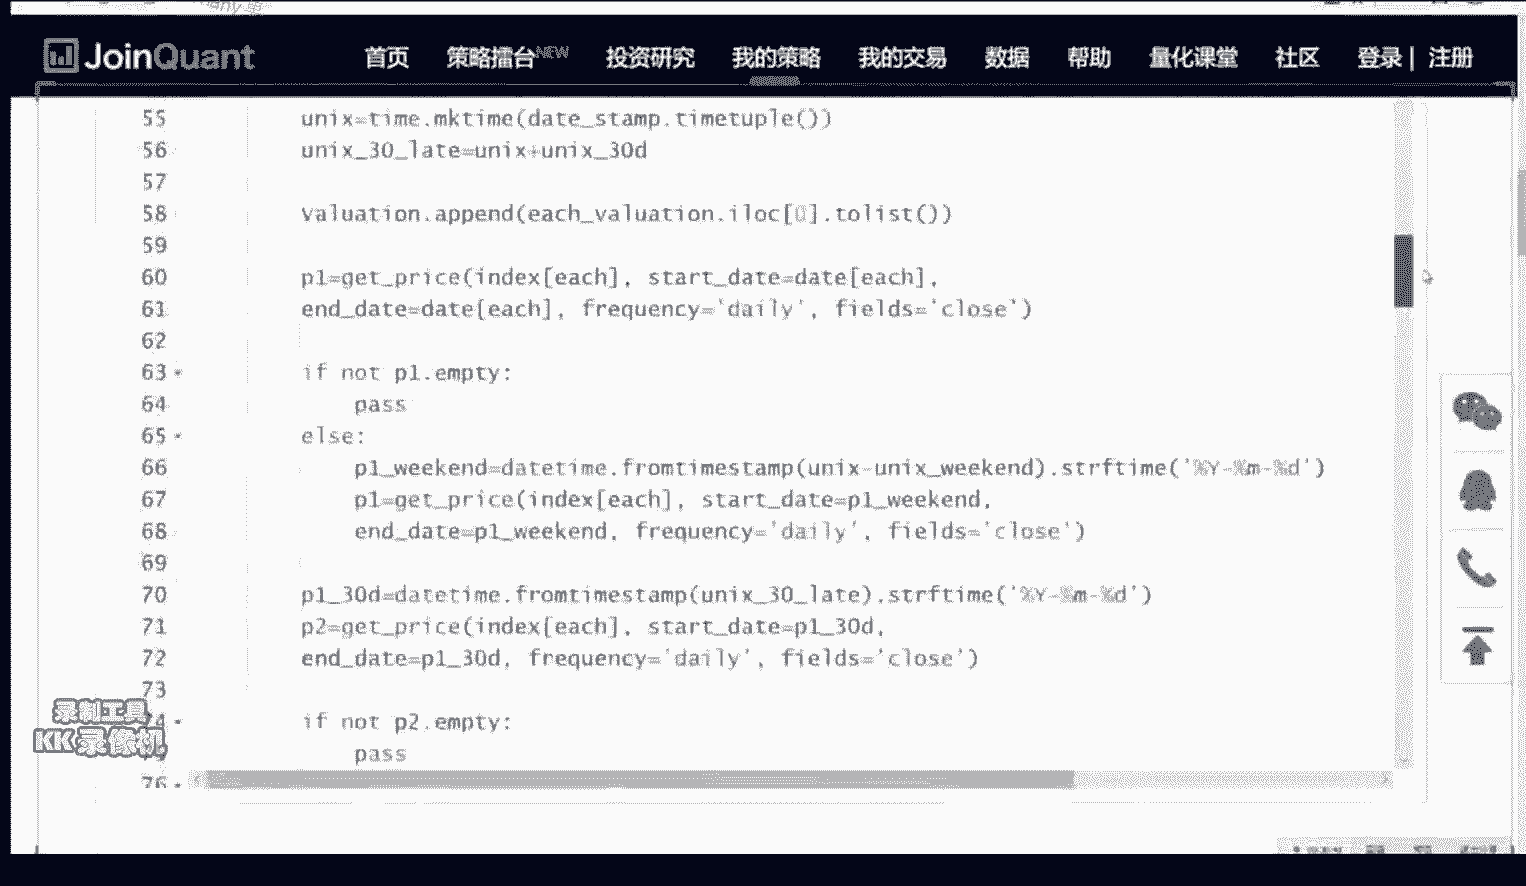 JoinQuant 首页 策略擂台NEW 投资研究 我的策略 我的交易 数据 帮助 量化课堂 社区 登录 | 注册
55 unix=time.mktime(date_stamp.timetuple())
56 unix_30_late=unix+unix_30d
57
58 valuation.append(each_valuation.iloc[0].tolist())
59
60 p1=get_price(index[each], start_date=date[each],
61 end_date=date[each], frequency='daily', fields='close')
62
63 if not p1.empty:
64 pass
65 else:
66 p1_weekend=datetime.fromtimestamp(unix-unix_weekend).strftime('%Y-%m-%d')
67 p1=get_price(index[each], start_date=p1_weekend,
68 end_date=p1_weekend, frequency='daily', fields='close')
69
70 p1_30d=datetime.fromtimestamp(unix_30_late).strftime('%Y-%m-%d')
71 p2=get_price(index[each], start_date=p1_30d,
72 end_date=p1_30d, frequency='daily', fields='close')
73
录制工具
74 if not p2.empty:
KK录像机
pass
76